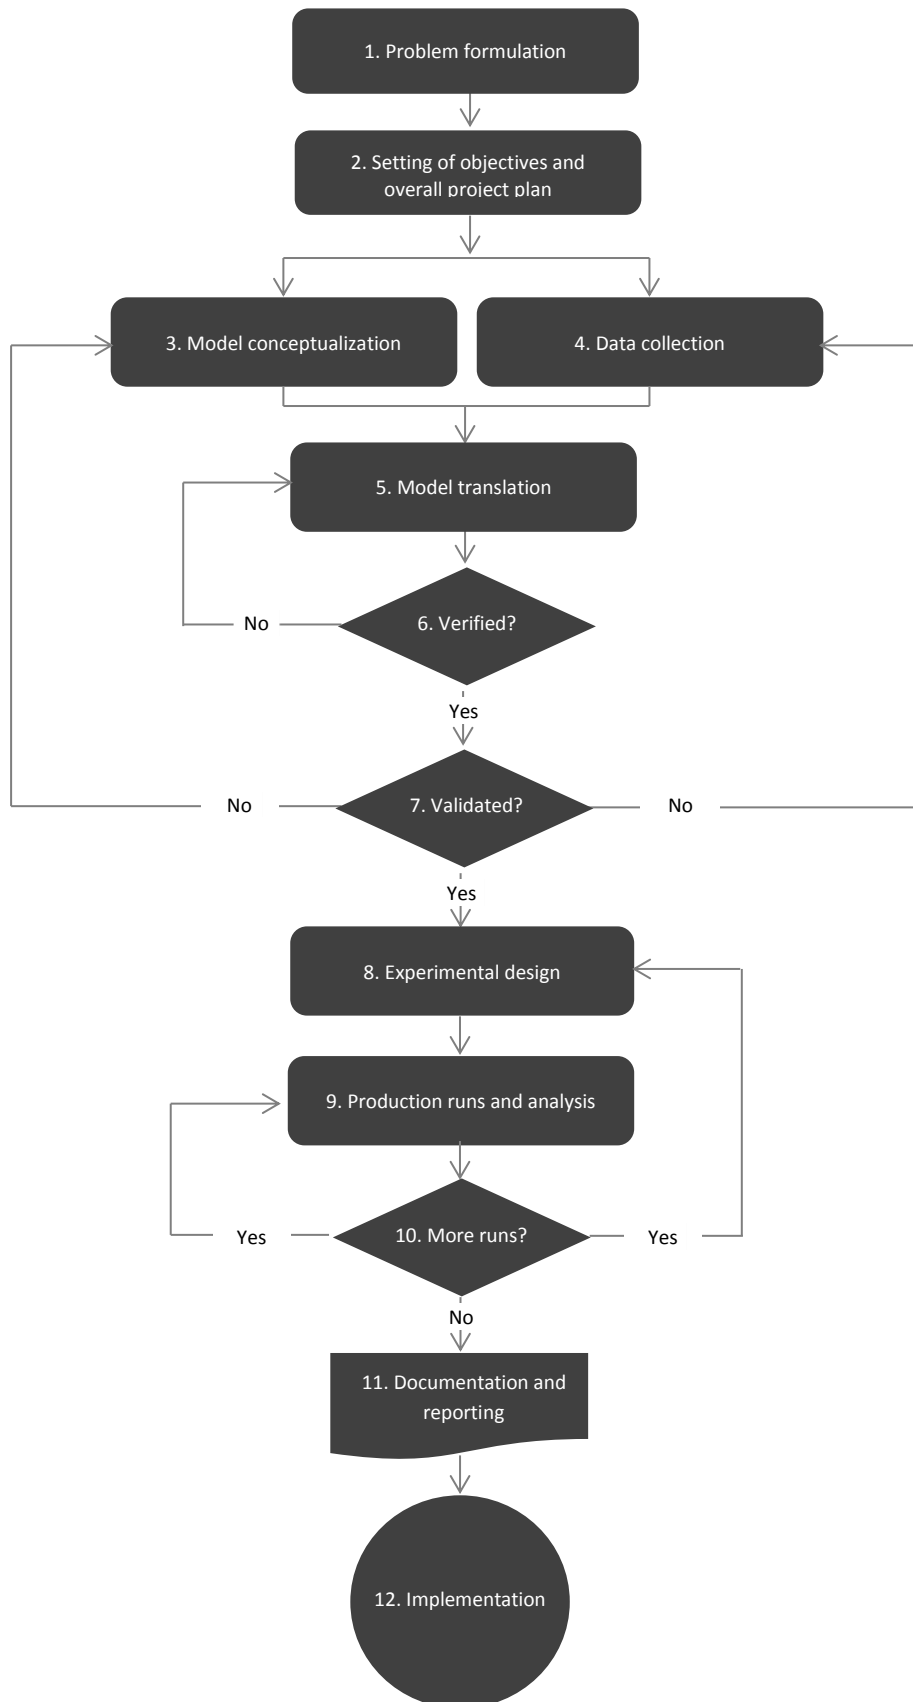 1. Problem formulation
2. Setting of objectives and
overall project plan
3. Model conceptualization
4. Data collection
5. Model translation
6. Verified?
No
Yes
7. Validated?
No
No
Yes
8. Experimental design
9. Production runs and analysis
10. More runs?
Yes
Yes
No
11. Documentation and
reporting
12. Implementation